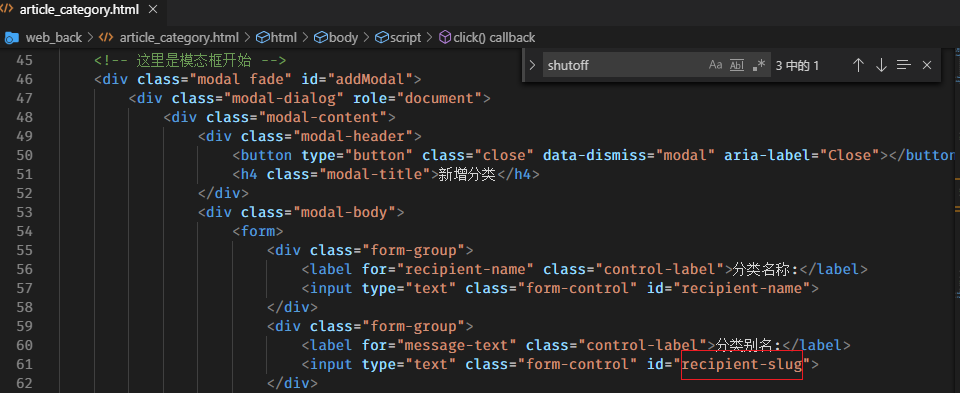 article_category.html
web_back > article_category.html > html > body > script > click() callback
shutoff Aa Abl .* 3 中的 1
45 <!-- 这里是模态框开始 -->
46 <div class="modal fade" id="addModal">
47 <div class="modal-dialog" role="document">
48 <div class="modal-content">
49 <div class="modal-header">
50 <button type="button" class="close" data-dismiss="modal" aria-label="Close"></button
51 <h4 class="modal-title">新增分类</h4>
52 </div>
53 <div class="modal-body">
54 <form>
55 <div class="form-group">
56 <label for="recipient-name" class="control-label">分类名称:</label>
57 <input type="text" class="form-control" id="recipient-name">
58 </div>
59 <div class="form-group">
60 <label for="message-text" class="control-label">分类别名:</label>
61 <input type="text" class="form-control" id="recipient-slug">
62 </div>